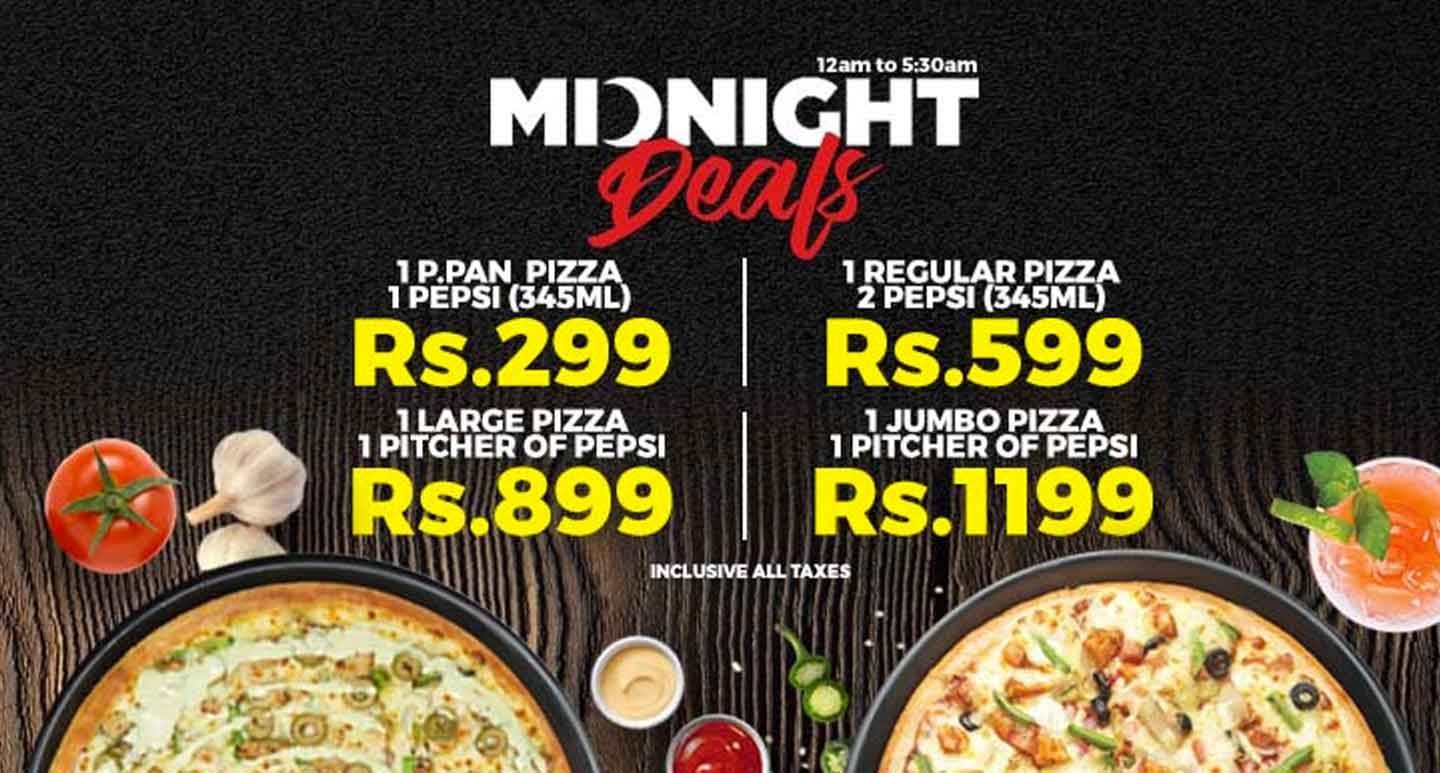 12am to 5:30am
MIDNIGHT
Deals
1 P.PAN PIZZA
1 PEPSI (345ML)
Rs.299
1 REGULAR PIZZA
2 PEPSI (345ML)
Rs.599
1 LARGE PIZZA
1 PITCHER OF PEPSI
Rs.899
1 JUMBO PIZZA
1 PITCHER OF PEPSI
Rs.1199
INCLUSIVE ALL TAXES